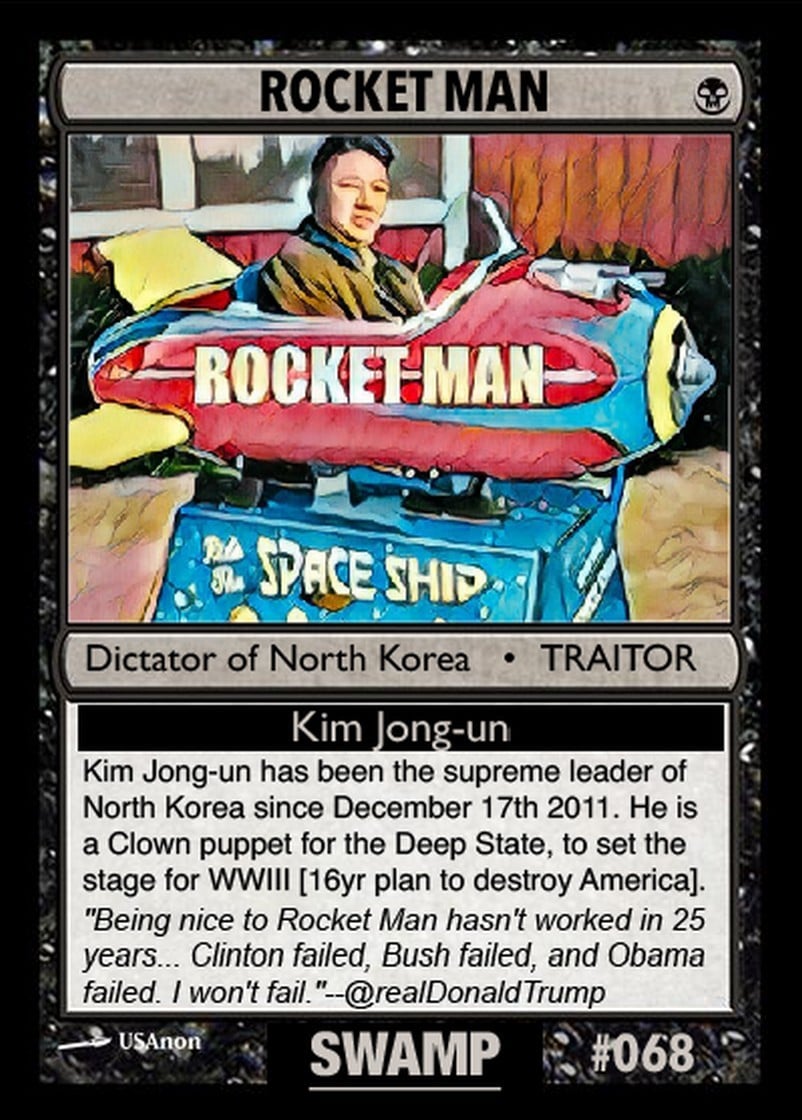 ROCKET MAN
ROCKET-MAN
Ride
The
SPACE SHIP
Dictator of North Korea • TRAITOR
Kim Jong-un
Kim Jong-un has been the supreme leader of
North Korea since December 17th 2011. He is
a Clown puppet for the Deep State, to set the
stage for WWIII [16yr plan to destroy America].
"Being nice to Rocket Man hasn't worked in 25
years... Clinton failed, Bush failed, and Obama
failed. I won't fail."--@realDonaldTrump
USAnon
SWAMP
#068